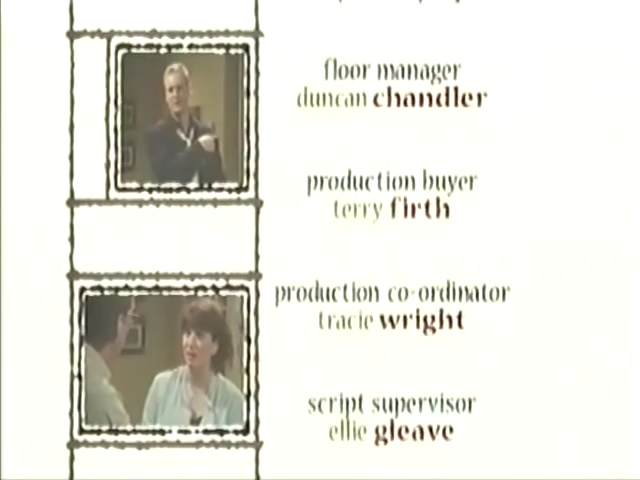 floor manager
duncan chandler
production buyer
terry firth
production co-ordinator
tracie wright
script supervisor
ellie gleave